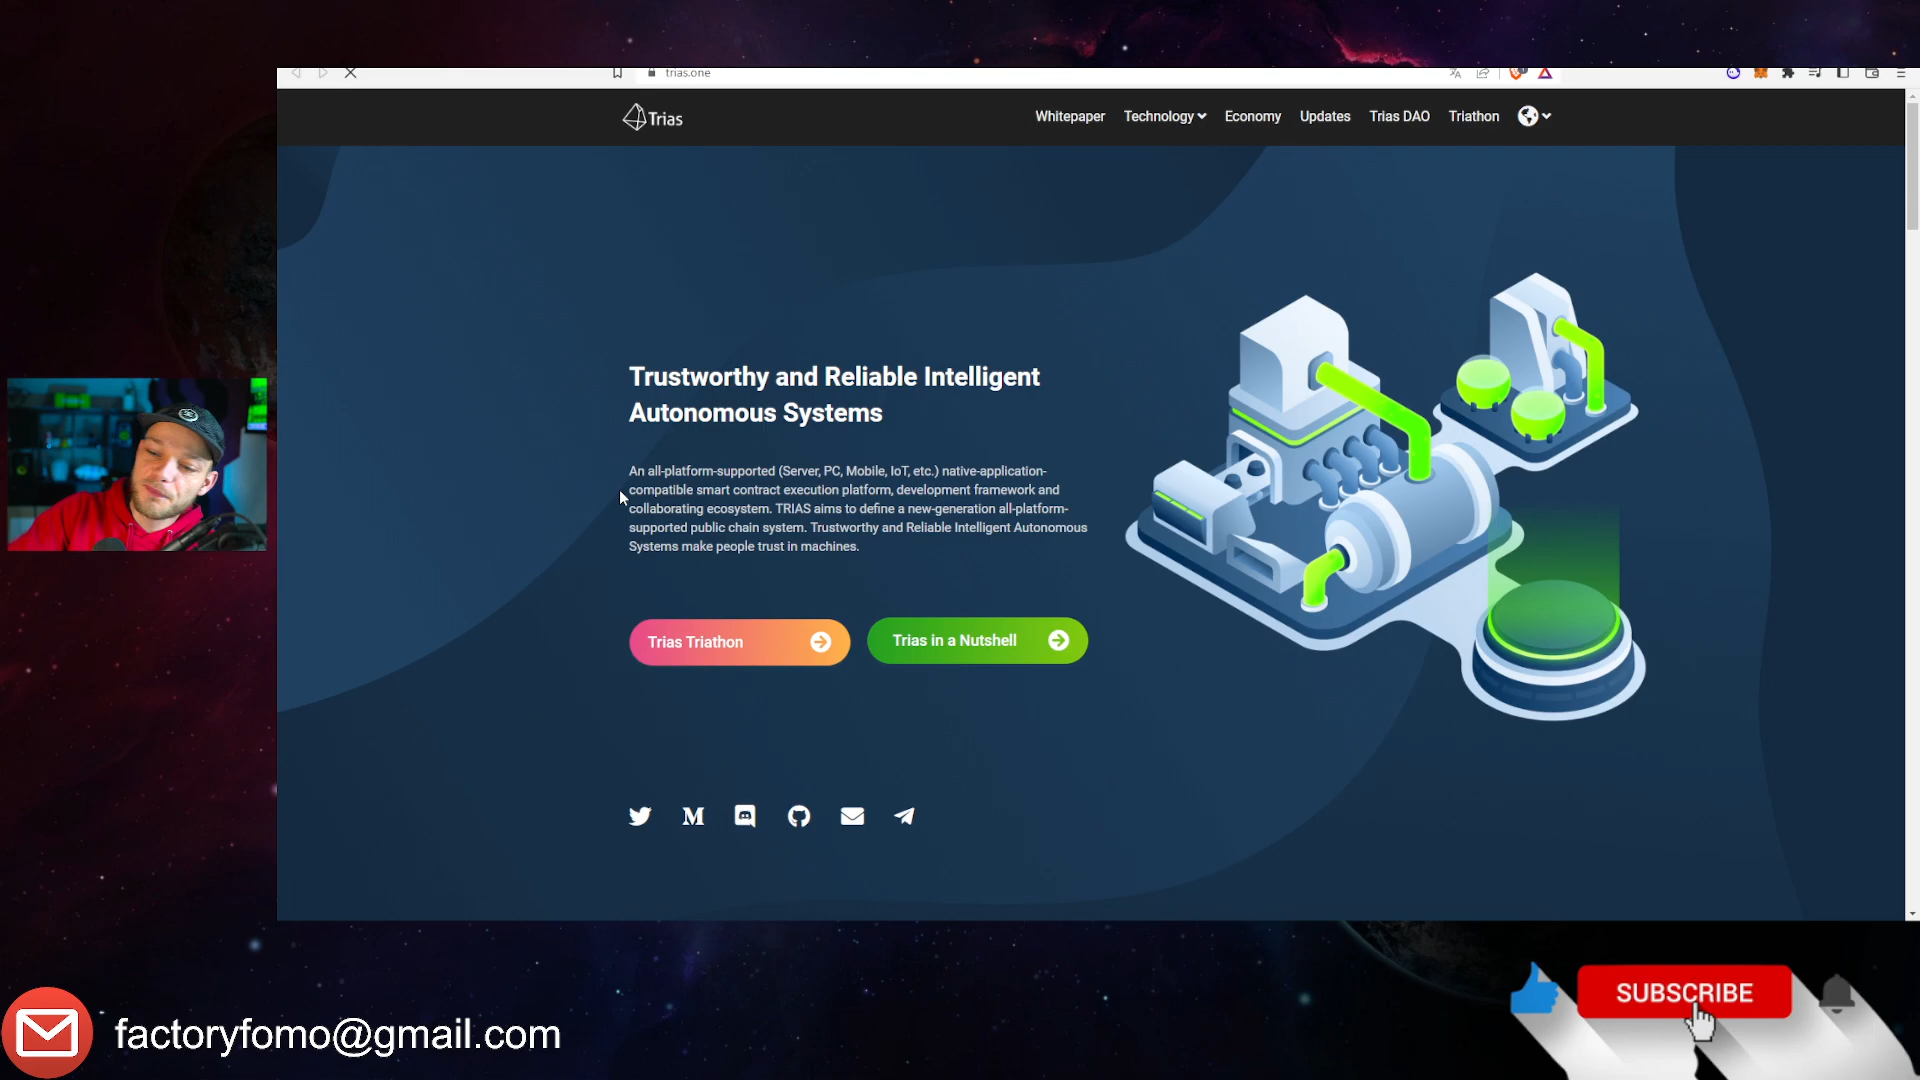 trias.one
Trias
Whitepaper
Technology
Economy
Updates
Trias DAO
Triathon
Trustworthy and Reliable Intelligent
Autonomous Systems
An all-platform-supported (Server, PC, Mobile, IoT, etc.) native-application-
compatible smart contract execution platform, development framework and
collaborating ecosystem. TRIAS aims to define a new-generation all-platform-
supported public chain system. Trustworthy and Reliable Intelligent Autonomous
Systems make people trust in machines.
Trias Triathon
Trias in a Nutshell
factoryfomo@gmail.com
SUBSCRIBE